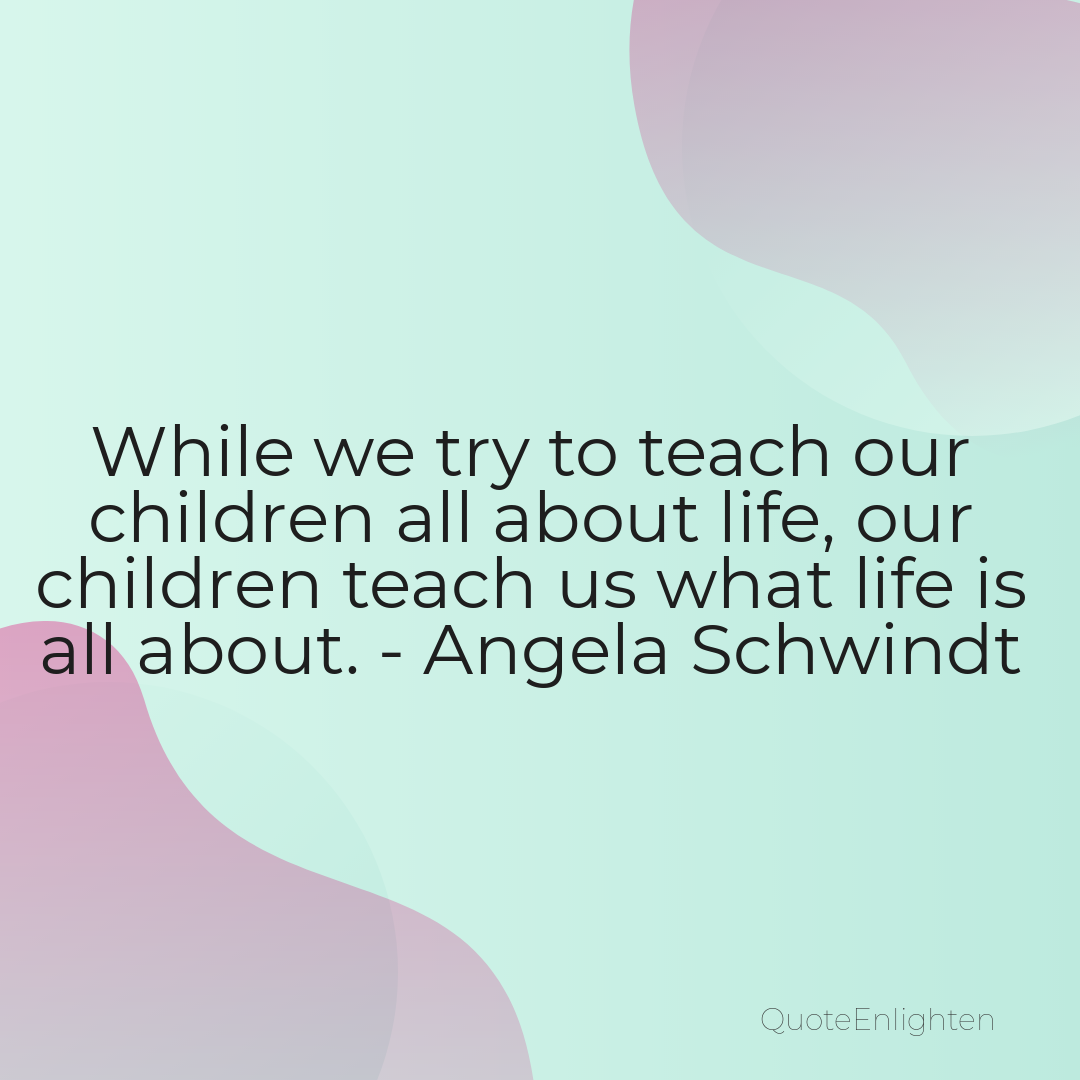 While we try to teach our
children all about life, our
children teach us what life is
all about. - Angela Schwindt
QuoteEnlighten